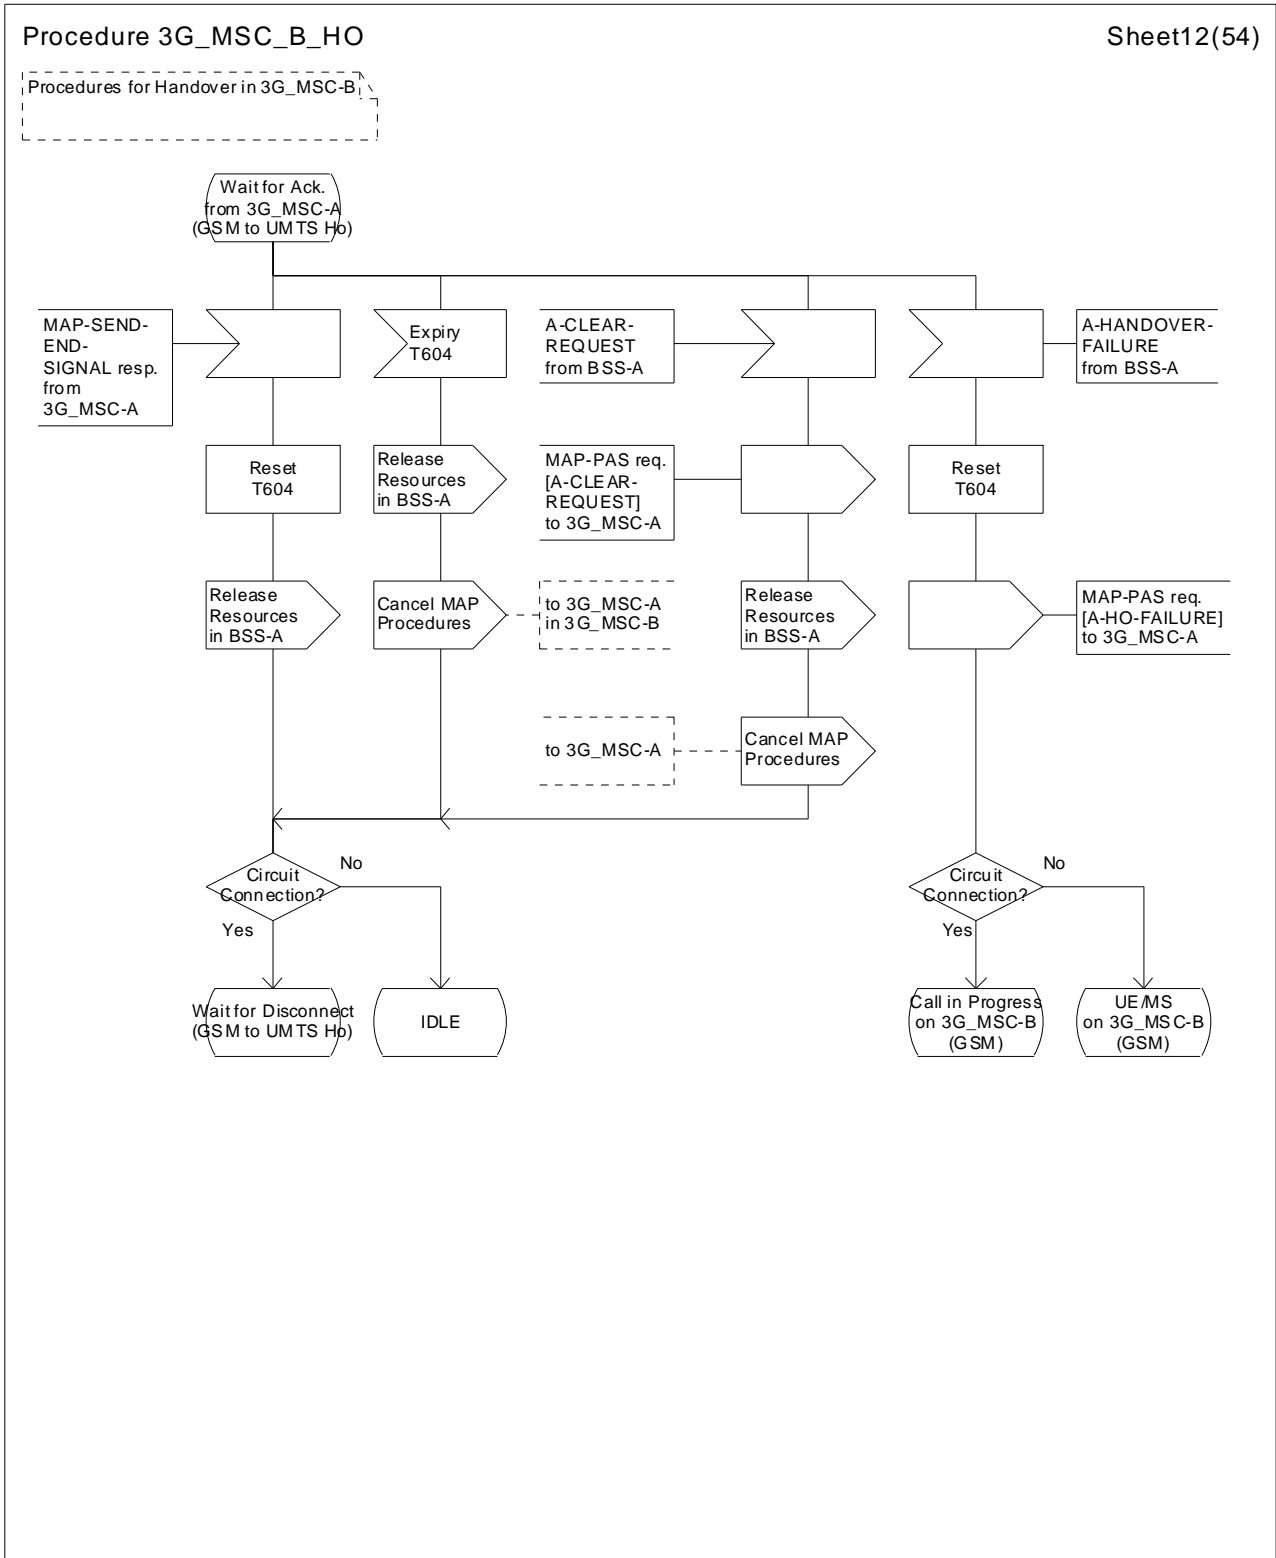 Procedure 3G_MSC_B_HO
Sheet12(54)
Procedures for Handover in 3G_MSC-B
Wait for Ack.
from 3G_MSC-A
(GSM to UMTS Ho)
MAP-SEND-
END-
SIGNAL resp.
from
3G_MSC-A
Expiry
T604
A-CLEAR-
REQUEST
from BSS-A
A-HANDOVER-
FAILURE
from BSS-A
Reset
T604
Release
Resources
in BSS-A
MAP-PAS req.
[A-CLEAR-
REQUEST]
to 3G_MSC-A
Reset
T604
Release
Resources
in BSS-A
Cancel MAP
Procedures
to 3G_MSC-A
in 3G_MSC-B
Release
Resources
in BSS-A
MAP-PAS req.
[A-HO-FAILURE]
to 3G_MSC-A
to 3G_MSC-A
Cancel MAP
Procedures
Circuit
Connection?
No
Yes
Circuit
Connection?
No
Yes
Wait for Disconnect
(GSM to UMTS Ho)
IDLE
Call in Progress
on 3G_MSC-B
(GSM)
UE/MS
on 3G_MSC-B
(GSM)